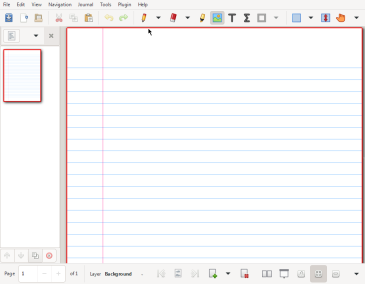 File Edit View Navigation Journal Tools Plugin Help
T Σ
Page 1 of 1 Layer Background